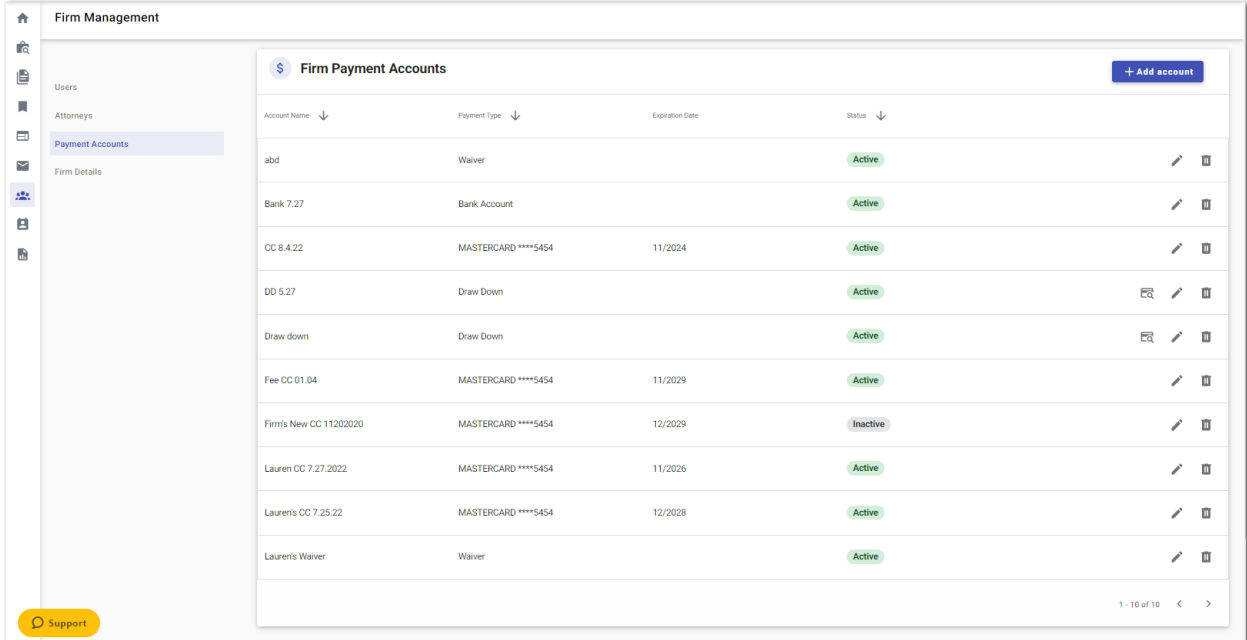 Firm Management
Users
Attorneys
Payment Accounts
Firm Details
$ Firm Payment Accounts
+ Add account
Account Name Payment Type Expiration Date Status
abd Waiver Active
Bank 7.27 Bank Account Active
CC 8.4.22 MASTERCARD ****5454 11/2024 Active
DD 5.27 Draw Down Active
Draw down Draw Down Active
Fee CC 01.04 MASTERCARD ****5454 11/2029 Active
Firm's New CC 11202020 MASTERCARD ****5454 12/2029 Inactive
Lauren CC 7.27.2022 MASTERCARD ****5454 11/2026 Active
Lauren's CC 7.25.22 MASTERCARD ****5454 12/2028 Active
Lauren's Waiver Waiver Active
1 - 10 of 10
Support